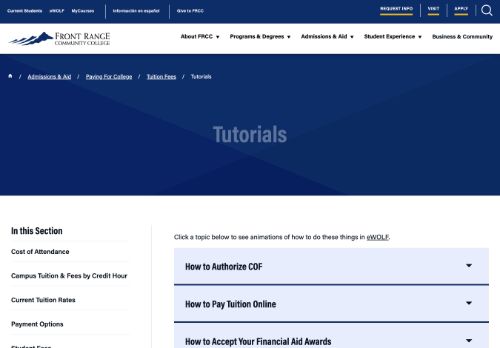 Current Students eWOLF MyCourses Información en español Give to FRCC REQUEST INFO VISIT APPLY
FRONT RANGE
COMMUNITY COLLEGE
About FRCC Programs & Degrees Admissions & Aid Student Experience Business & Community
/ Admissions & Aid / Paying For College / Tuition Fees / Tutorials
Tutorials
In this Section
Cost of Attendance
Campus Tuition & Fees by Credit Hour
Current Tuition Rates
Payment Options
Student Fees
Click a topic below to see animations of how to do these things in eWOLF.
How to Authorize COF
How to Pay Tuition Online
How to Accept Your Financial Aid Awards